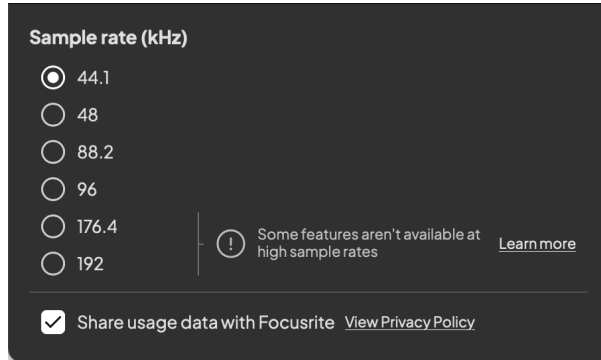 Sample rate (kHz)
44.1
48
88.2
96
176.4
192
Some features aren't available at
high sample rates
Learn more
Share usage data with Focusrite View Privacy Policy